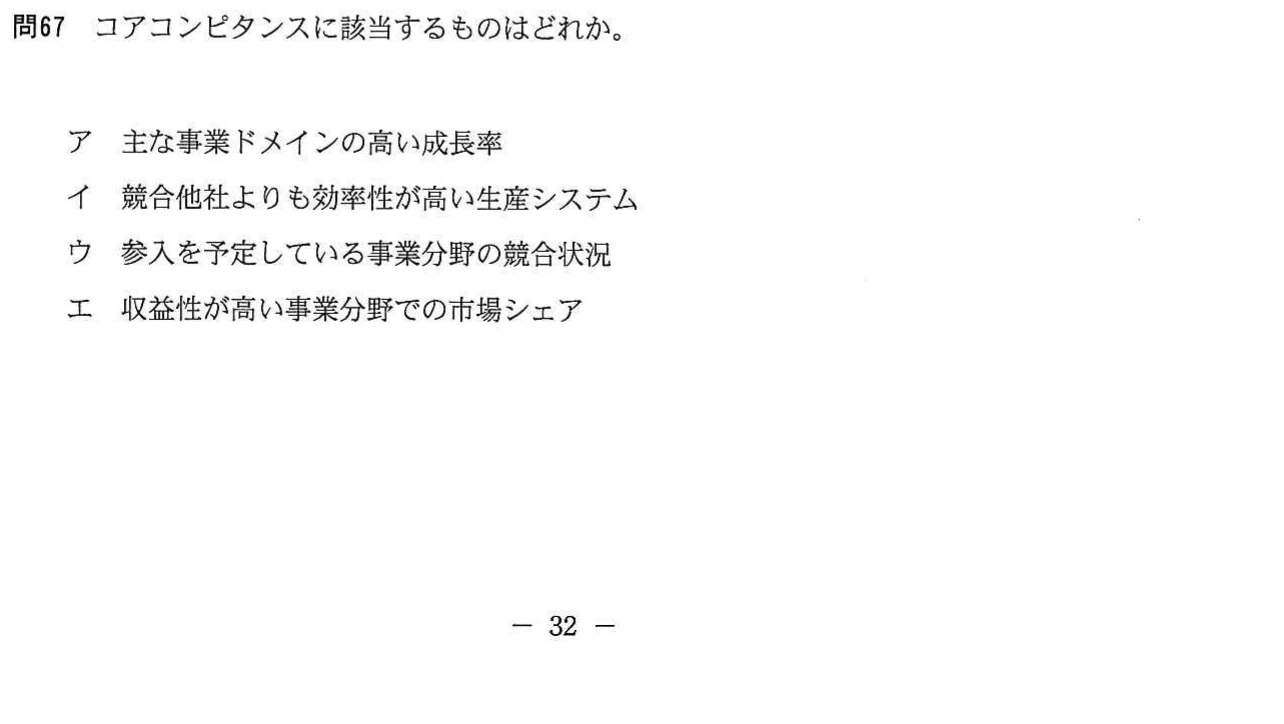 問67 コアコンピタンスに該当するものはどれか。
ア 主な事業ドメインの高い成長率
イ 競合他社よりも効率性が高い生産システム
ウ 参入を予定している事業分野の競合状況
エ 収益性が高い事業分野での市場シェア
－ 32 －